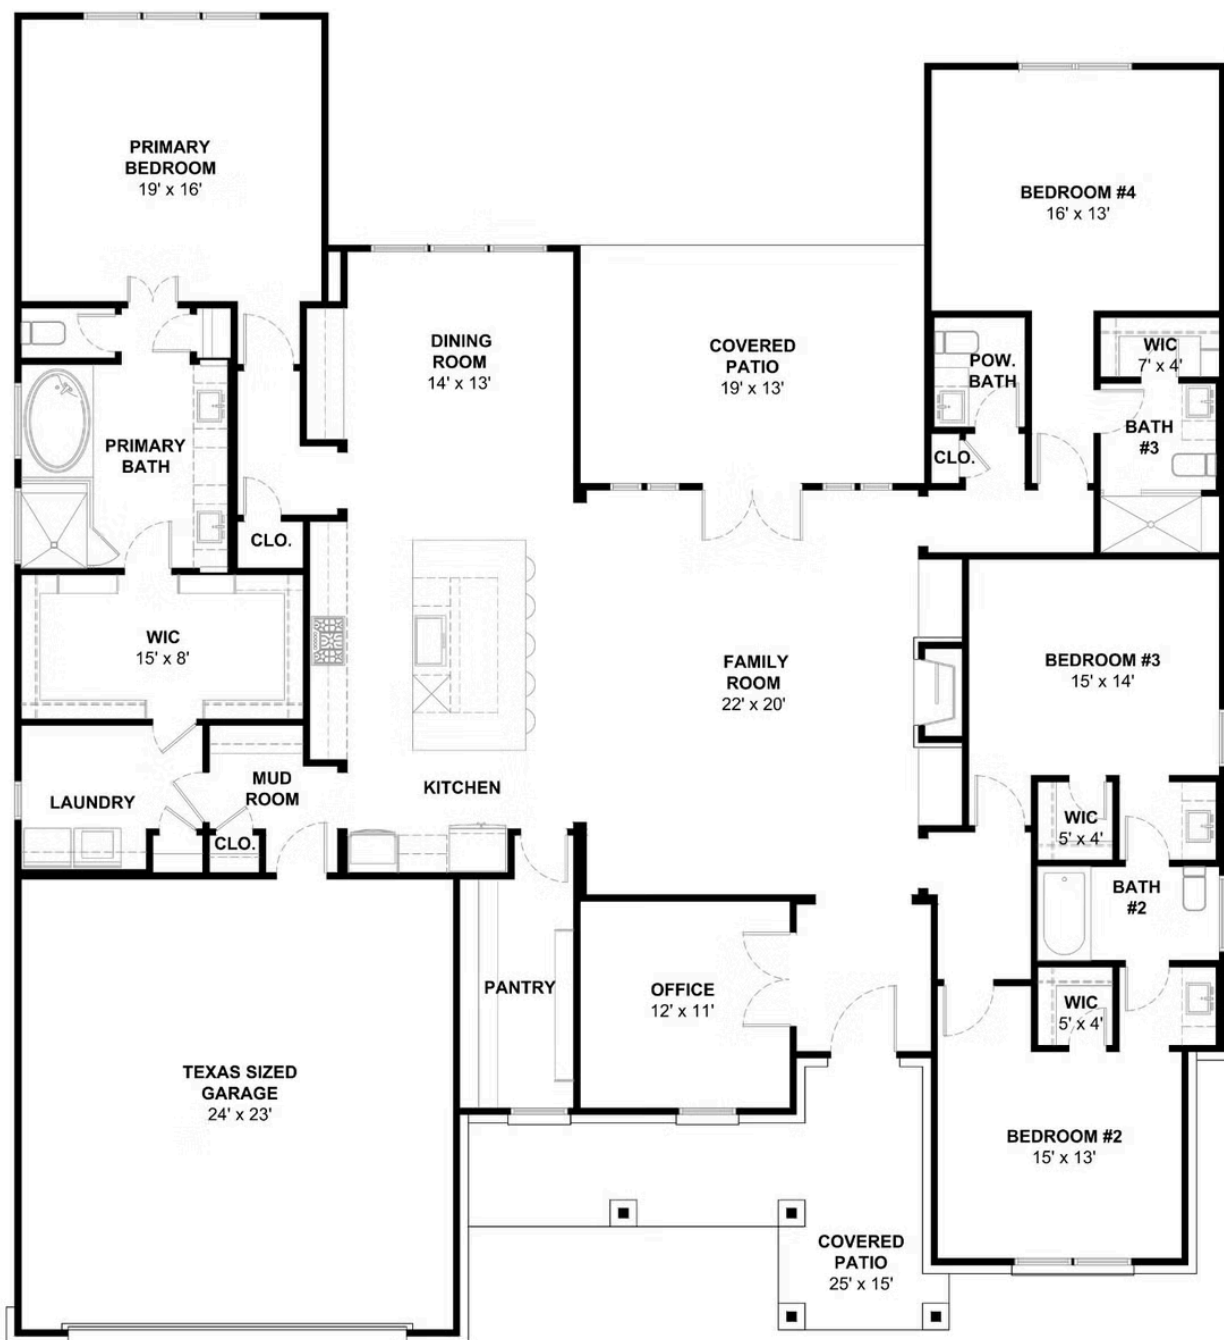 PRIMARY
BEDROOM
19' x 16'
BEDROOM #4
16' x 13'
DINING
ROOM
14' x 13'
COVERED
PATIO
19' x 13'
POW.
BATH
WIC
7' x 4'
PRIMARY
BATH
CLO.
BATH
#3
CLO.
WIC
15' x 8'
FAMILY
ROOM
22' x 20'
BEDROOM #3
15' x 14'
LAUNDRY
MUD
ROOM
CLO.
KITCHEN
WIC
5' x 4'
BATH
#2
PANTRY
OFFICE
12' x 11'
WIC
5' x 4'
TEXAS SIZED
GARAGE
24' x 23'
BEDROOM #2
15' x 13'
COVERED
PATIO
25' x 15'